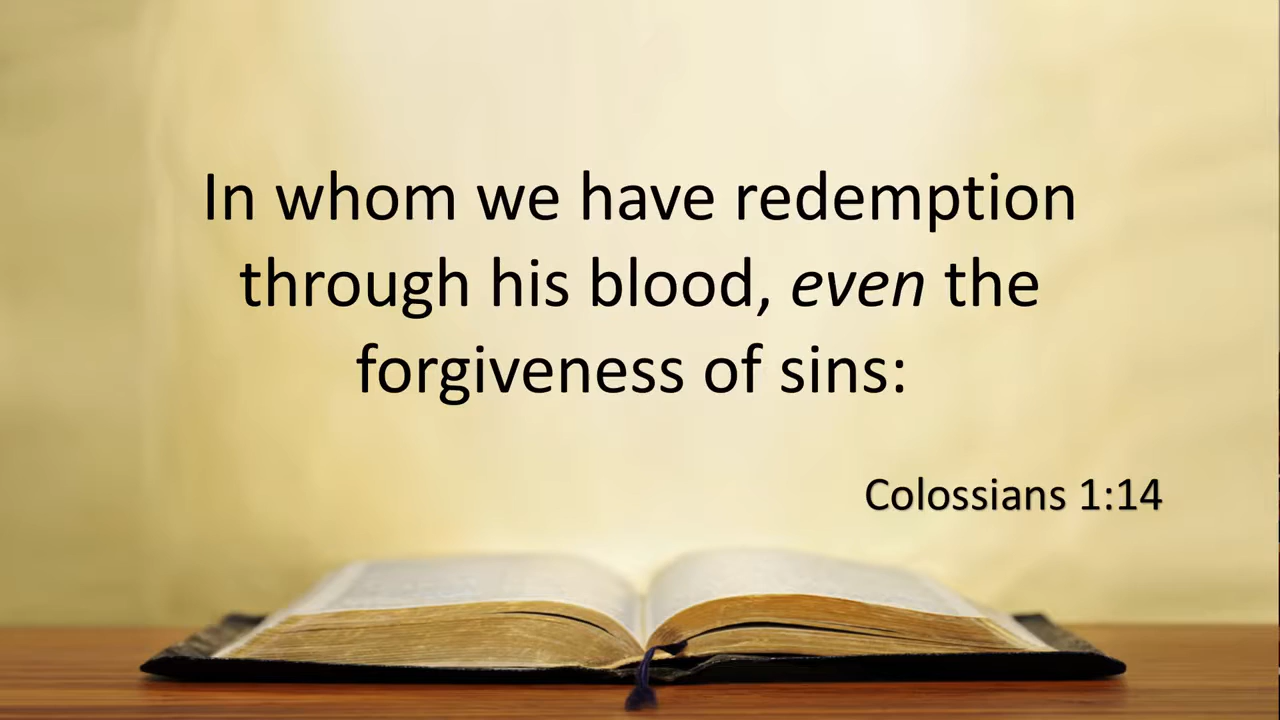 In whom we have redemption
through his blood, even the
forgiveness of sins:
Colossians 1:14